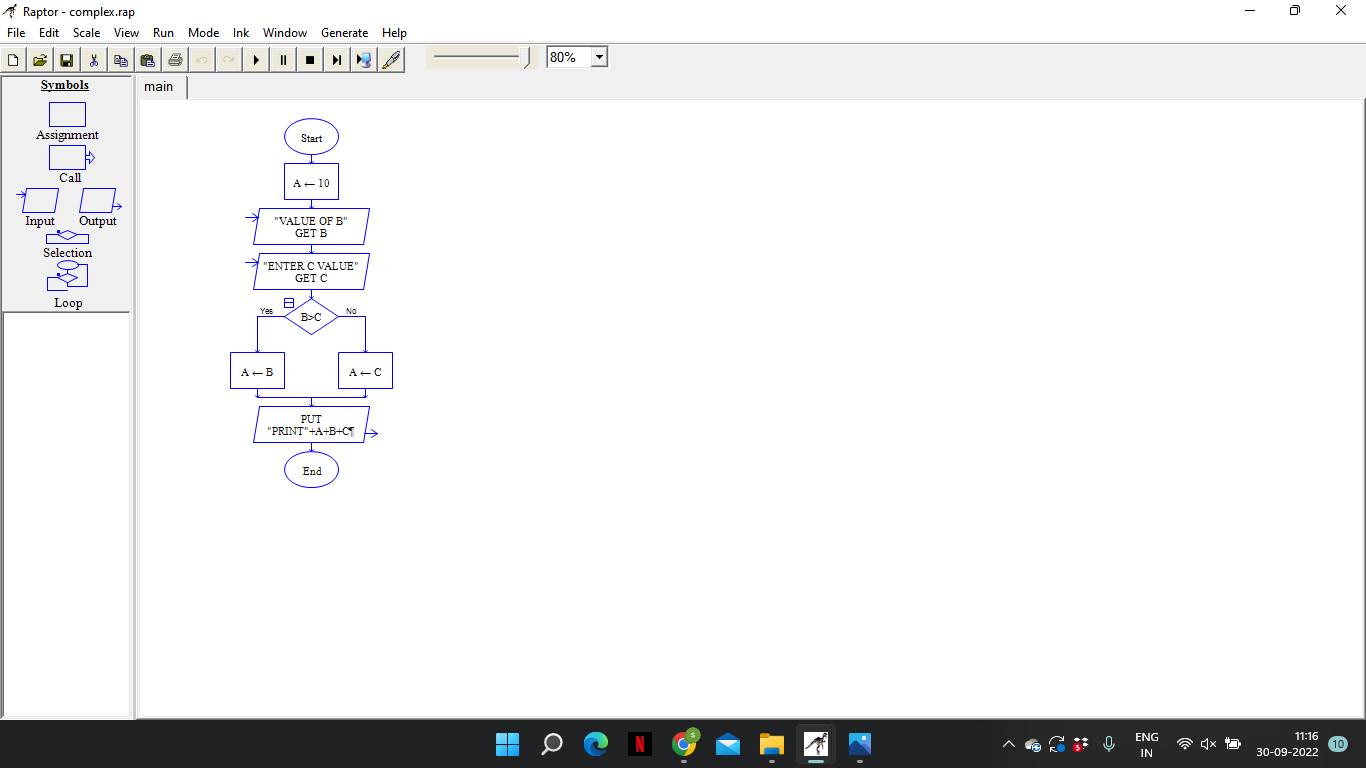 Raptor - complex.rap
File Edit Scale View Run Mode Ink Window Generate Help
80%
Symbols
Assignment
Call
Input Output
Selection
Loop
main
Start
A ← 10
"VALUE OF B"
GET B
"ENTER C VALUE"
GET C
Yes B>C No
A ← B A ← C
PUT
"PRINT"+A+B+C¶
End
N
S
5
ENG
IN
11:16
30-09-2022
10